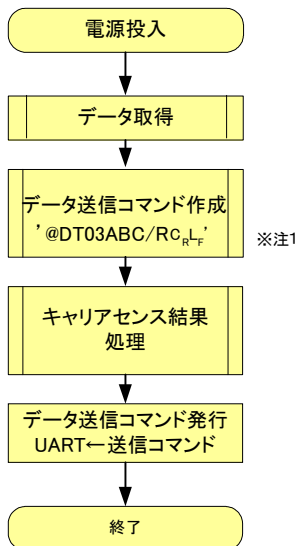 電源投入
データ取得
データ送信コマンド作成
’@DT03ABC/RCRLF’
※注1
キャリアセンス結果
処理
データ送信コマンド発行
UART←送信コマンド
終了